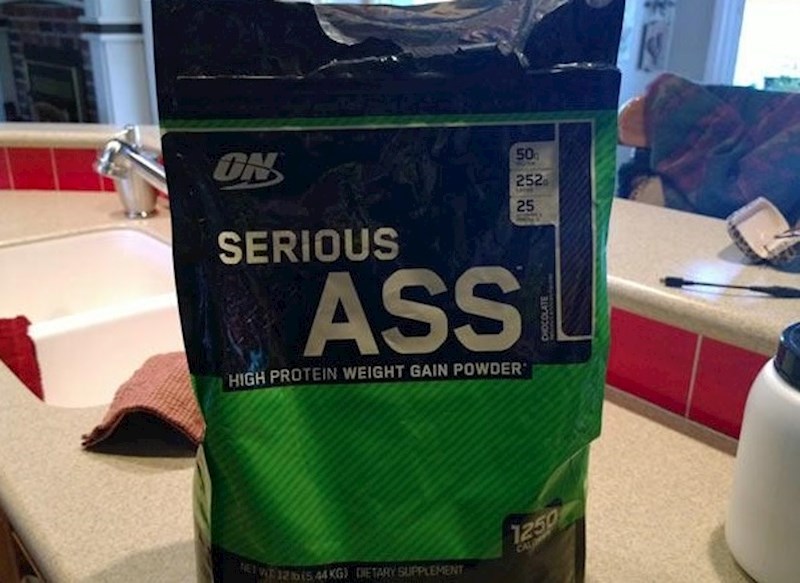 ON
50g
252g
25
SERIOUS
ASS
CHOCOLATE
HIGH PROTEIN WEIGHT GAIN POWDER*
1250
CALORIES
NET WT 12 lb (5.44 KG) DIETARY SUPPLEMENT